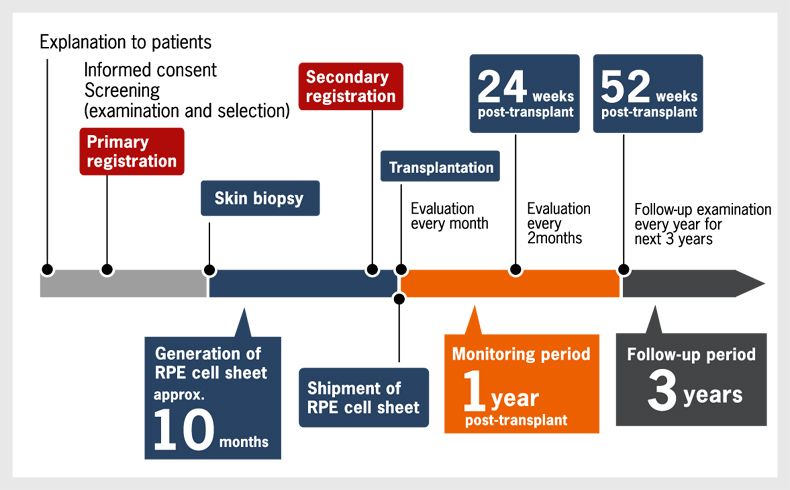 Explanation to patients
Informed consent
Screening
(examination and selection)
Primary
registration
Skin biopsy
Secondary
registration
Transplantation
24 weeks
post-transplant
52 weeks
post-transplant
Evaluation
every month
Evaluation
every
2months
Follow-up examination
every year for
next 3 years
Generation of
RPE cell sheet
approx.
10 months
Shipment of
RPE cell sheet
Monitoring period
1 year
post-transplant
Follow-up period
3 years